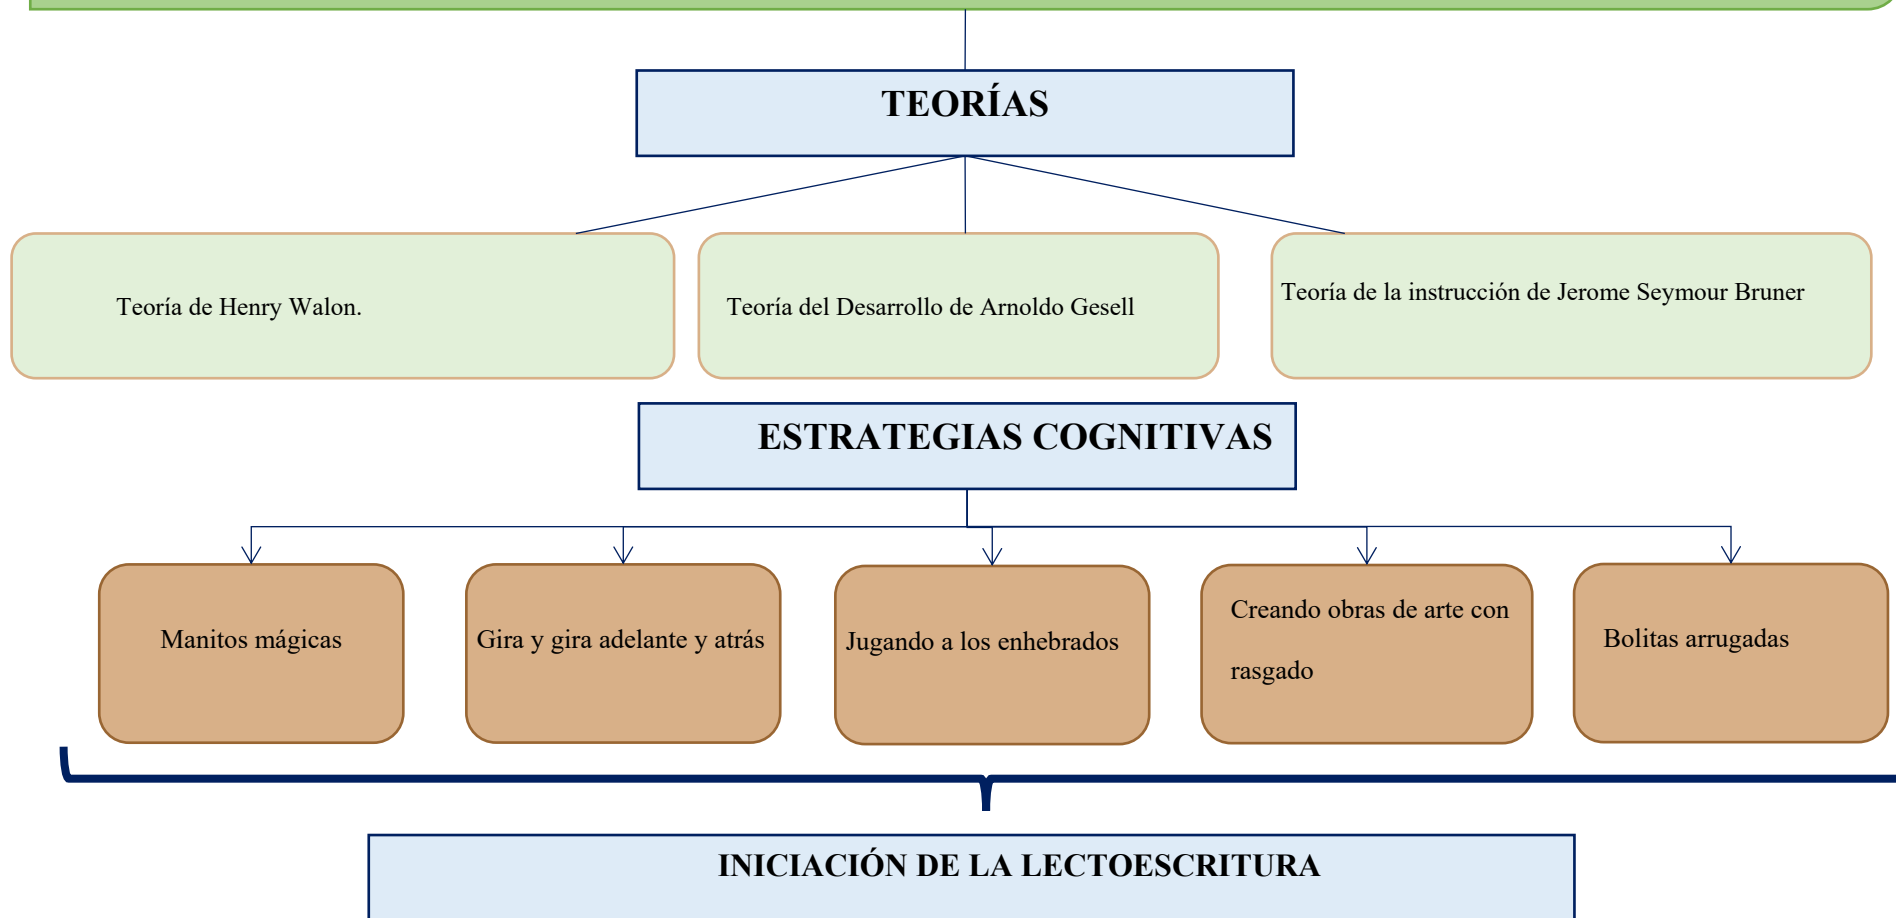 TEORÍAS
Teoría de Henry Walon.
Teoría del Desarrollo de Arnoldo Gesell
Teoría de la instrucción de Jerome Seymour Bruner
ESTRATEGIAS COGNITIVAS
Manitos mágicas
Gira y gira adelante y atrás
Jugando a los enhebrados
Creando obras de arte con
rasgado
Bolitas arrugadas
INICIACIÓN DE LA LECTOESCRITURA